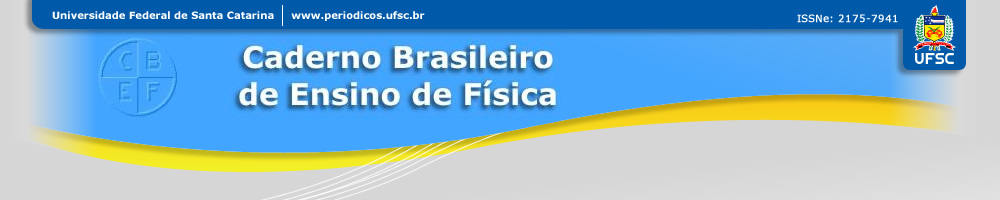 Universidade Federal de Santa Catarina | www.periodicos.ufsc.br
ISSNe: 2175-7941
UFSC
C B
E F
Caderno Brasileiro
de Ensino de Física